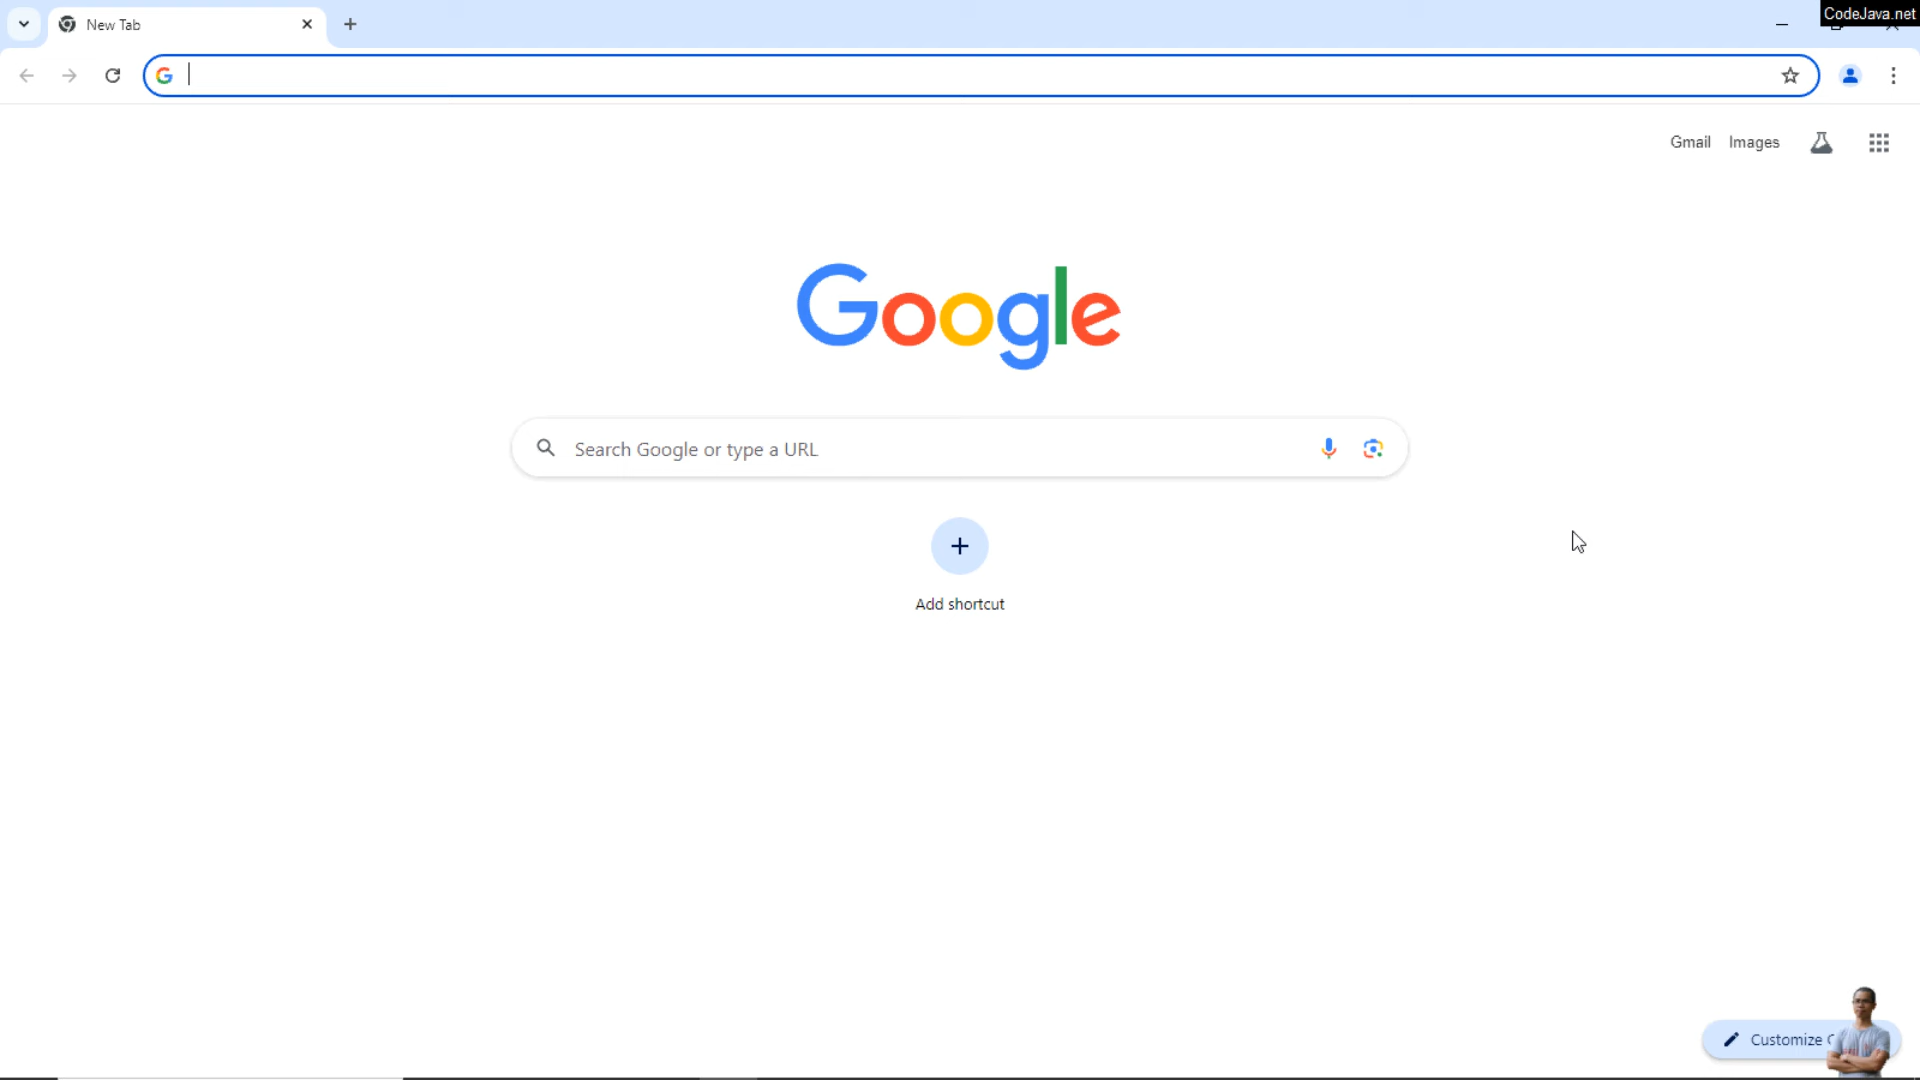 New Tab
CodeJava.net
Gmail
Images
Google
Search Google or type a URL
Add shortcut
Customize